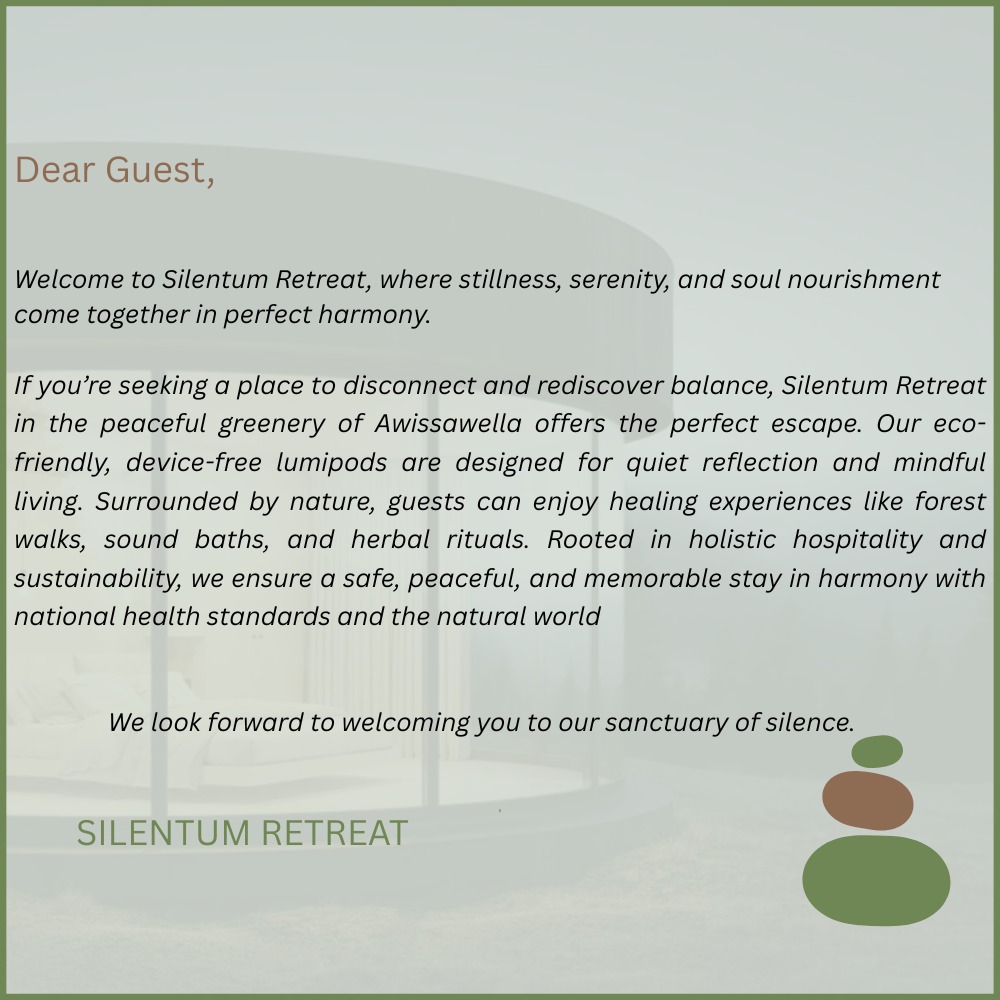 Dear Guest,
Welcome to Silentum Retreat, where stillness, serenity, and soul nourishment
come together in perfect harmony.
If you’re seeking a place to disconnect and rediscover balance, Silentum Retreat
in the peaceful greenery of Awissawella offers the perfect escape. Our eco-
friendly, device-free lumipods are designed for quiet reflection and mindful
living. Surrounded by nature, guests can enjoy healing experiences like forest
walks, sound baths, and herbal rituals. Rooted in holistic hospitality and
sustainability, we ensure a safe, peaceful, and memorable stay in harmony with
national health standards and the natural world
We look forward to welcoming you to our sanctuary of silence.
SILENTUM RETREAT